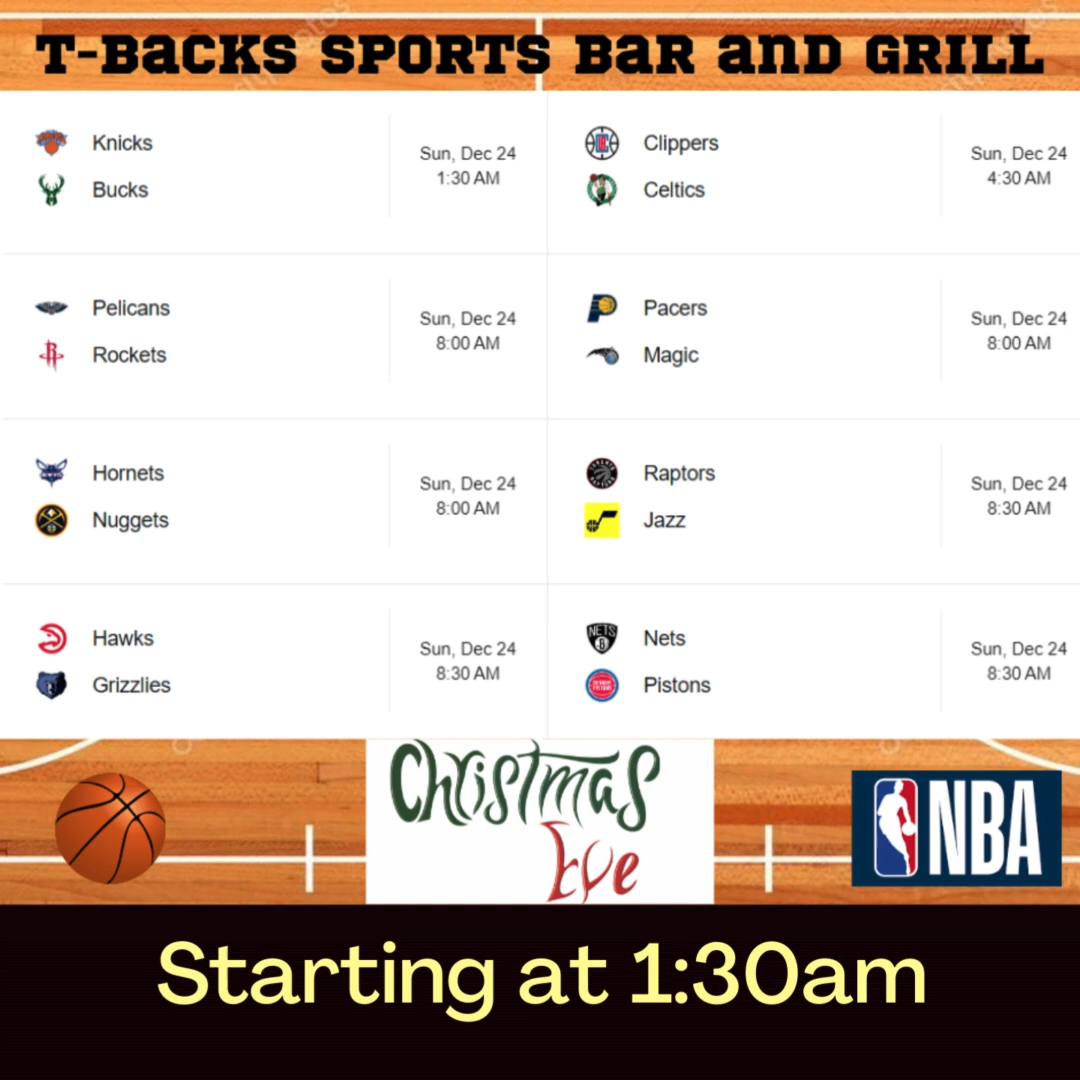 T-BaCKS SPORTS BaR anD GRILL
Knicks
Bucks
Sun, Dec 24
1:30 AM
Clippers
Celtics
Sun, Dec 24
4:30 AM
Pelicans
Rockets
Sun, Dec 24
8:00 AM
Pacers
Magic
Sun, Dec 24
8:00 AM
Hornets
Nuggets
Sun, Dec 24
8:00 AM
Raptors
Jazz
Sun, Dec 24
8:30 AM
Hawks
Grizzlies
Sun, Dec 24
8:30 AM
NETS
Nets
Pistons
Sun, Dec 24
8:30 AM
Christmas
Eve
NBA
Starting at 1:30am